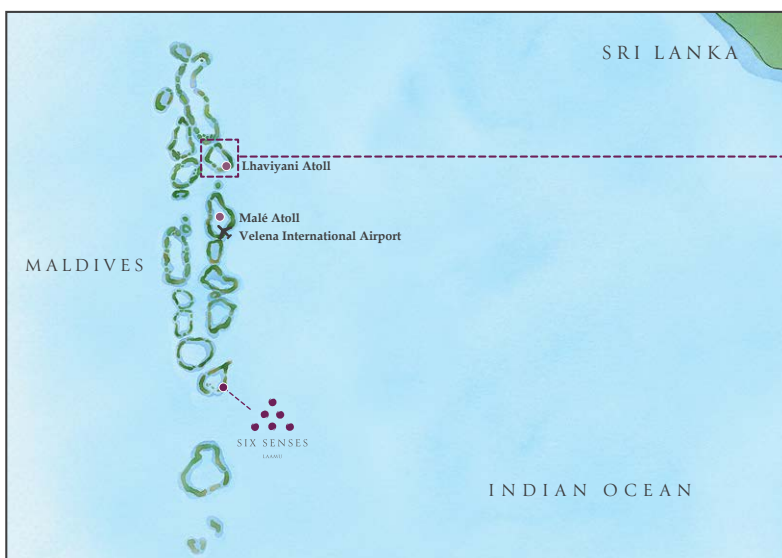 SRI LANKA
Lhaviyani Atoll
Malé Atoll
Velena International Airport
MALDIVES
SIX SENSES
LAAMU
INDIAN OCEAN